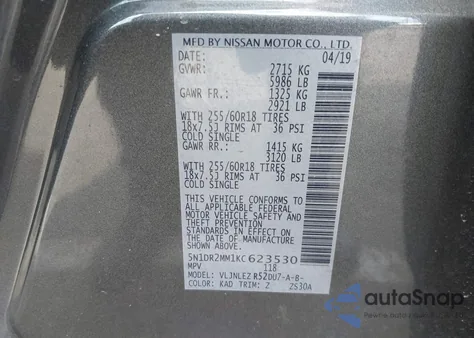 MFD BY NISSAN MOTOR CO., LTD.
DATE: 04/19
GVWR: 2715 KG
5986 LB
GAWR FR.: 1325 KG
2921 LB
WITH 255/60R18 TIRES
18x7.5J RIMS AT 36 PSI
COLD SINGLE
GAWR RR.: 1415 KG
3120 LB
WITH 255/60R18 TIRES
18x7.5J RIMS AT 36 PSI
COLD SINGLE
THIS VEHICLE CONFORMS TO
ALL APPLICABLE FEDERAL
MOTOR VEHICLE SAFETY AND
THEFT PREVENTION
STANDARDS IN EFFECT ON
THE DATE OF MANUFACTURE
SHOWN ABOVE.
5N1DR2MM1KC623530
MPV 118
MODEL: VLJNLEZ R52DU7-A-B-
COLOR: KAD TRIM: Z ZS30A
autoSnap